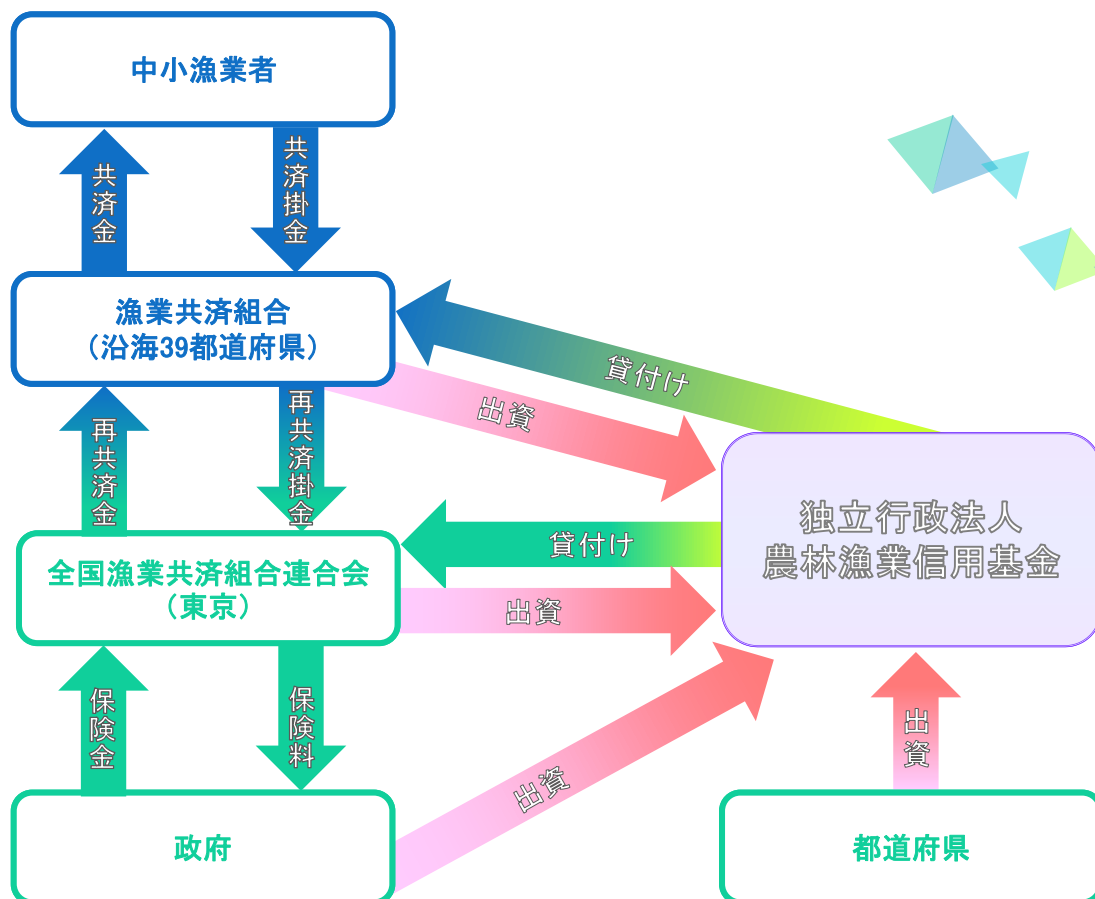 中小漁業者
共済金
共済掛金
漁業共済組合
（沿海39都道府県）
貸付け
出資
再共済金
再共済掛金
独立行政法人
農林漁業信用基金
貸付け
全国漁業共済組合連合会
（東京）
出資
保険金
保険料
出資
出資
政府
都道府県